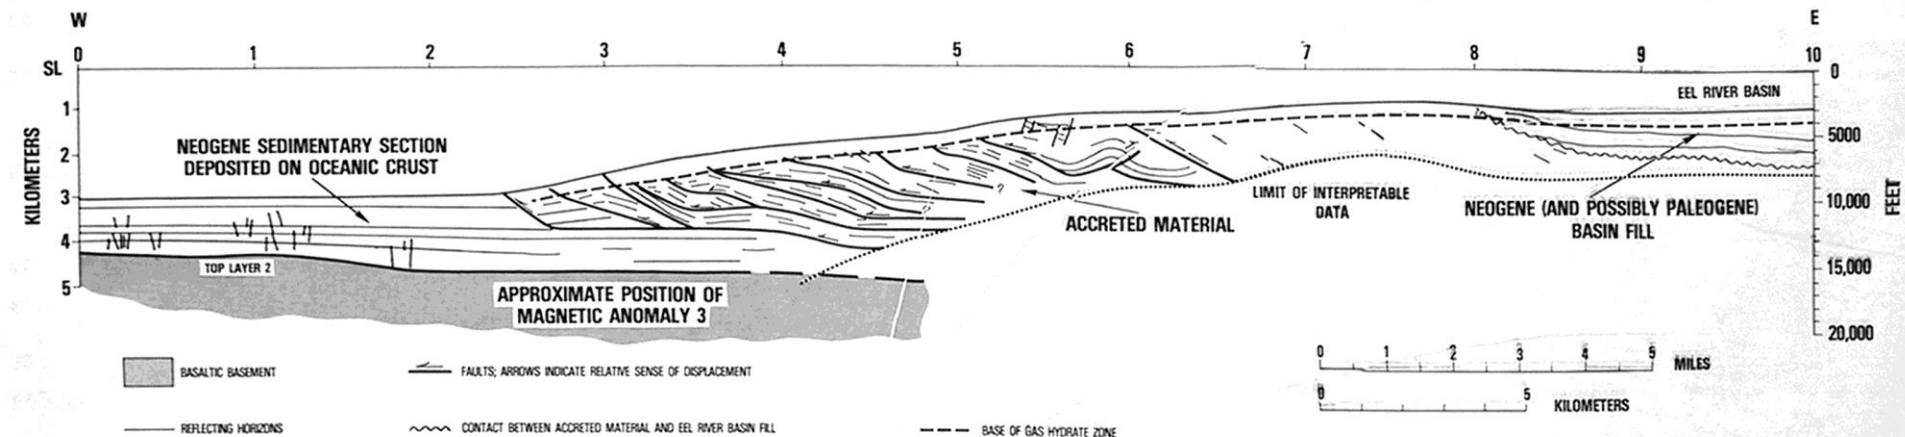 W
E
0 1 2 3 4 5 6 7 8 9 10
SL
0
EEL RIVER BASIN
1
5000
NEOGENE SEDIMENTARY SECTION
DEPOSITED ON OCEANIC CRUST
2
KILOMETERS
3
?
LIMIT OF INTERPRETABLE
DATA
NEOGENE (AND POSSIBLY PALEOGENE)
BASIN FILL
10,000
FEET
ACCRETED MATERIAL
4
TOP LAYER 2
15,000
5
APPROXIMATE POSITION OF
MAGNETIC ANOMALY 3
20,000
0 1 2 3 4 5
MILES
BASALTIC BASEMENT
FAULTS; ARROWS INDICATE RELATIVE SENSE OF DISPLACEMENT
0 5
KILOMETERS
REFLECTING HORIZONS
CONTACT BETWEEN ACCRETED MATERIAL AND EEL RIVER BASIN FILL
BASE OF GAS HYDRATE ZONE